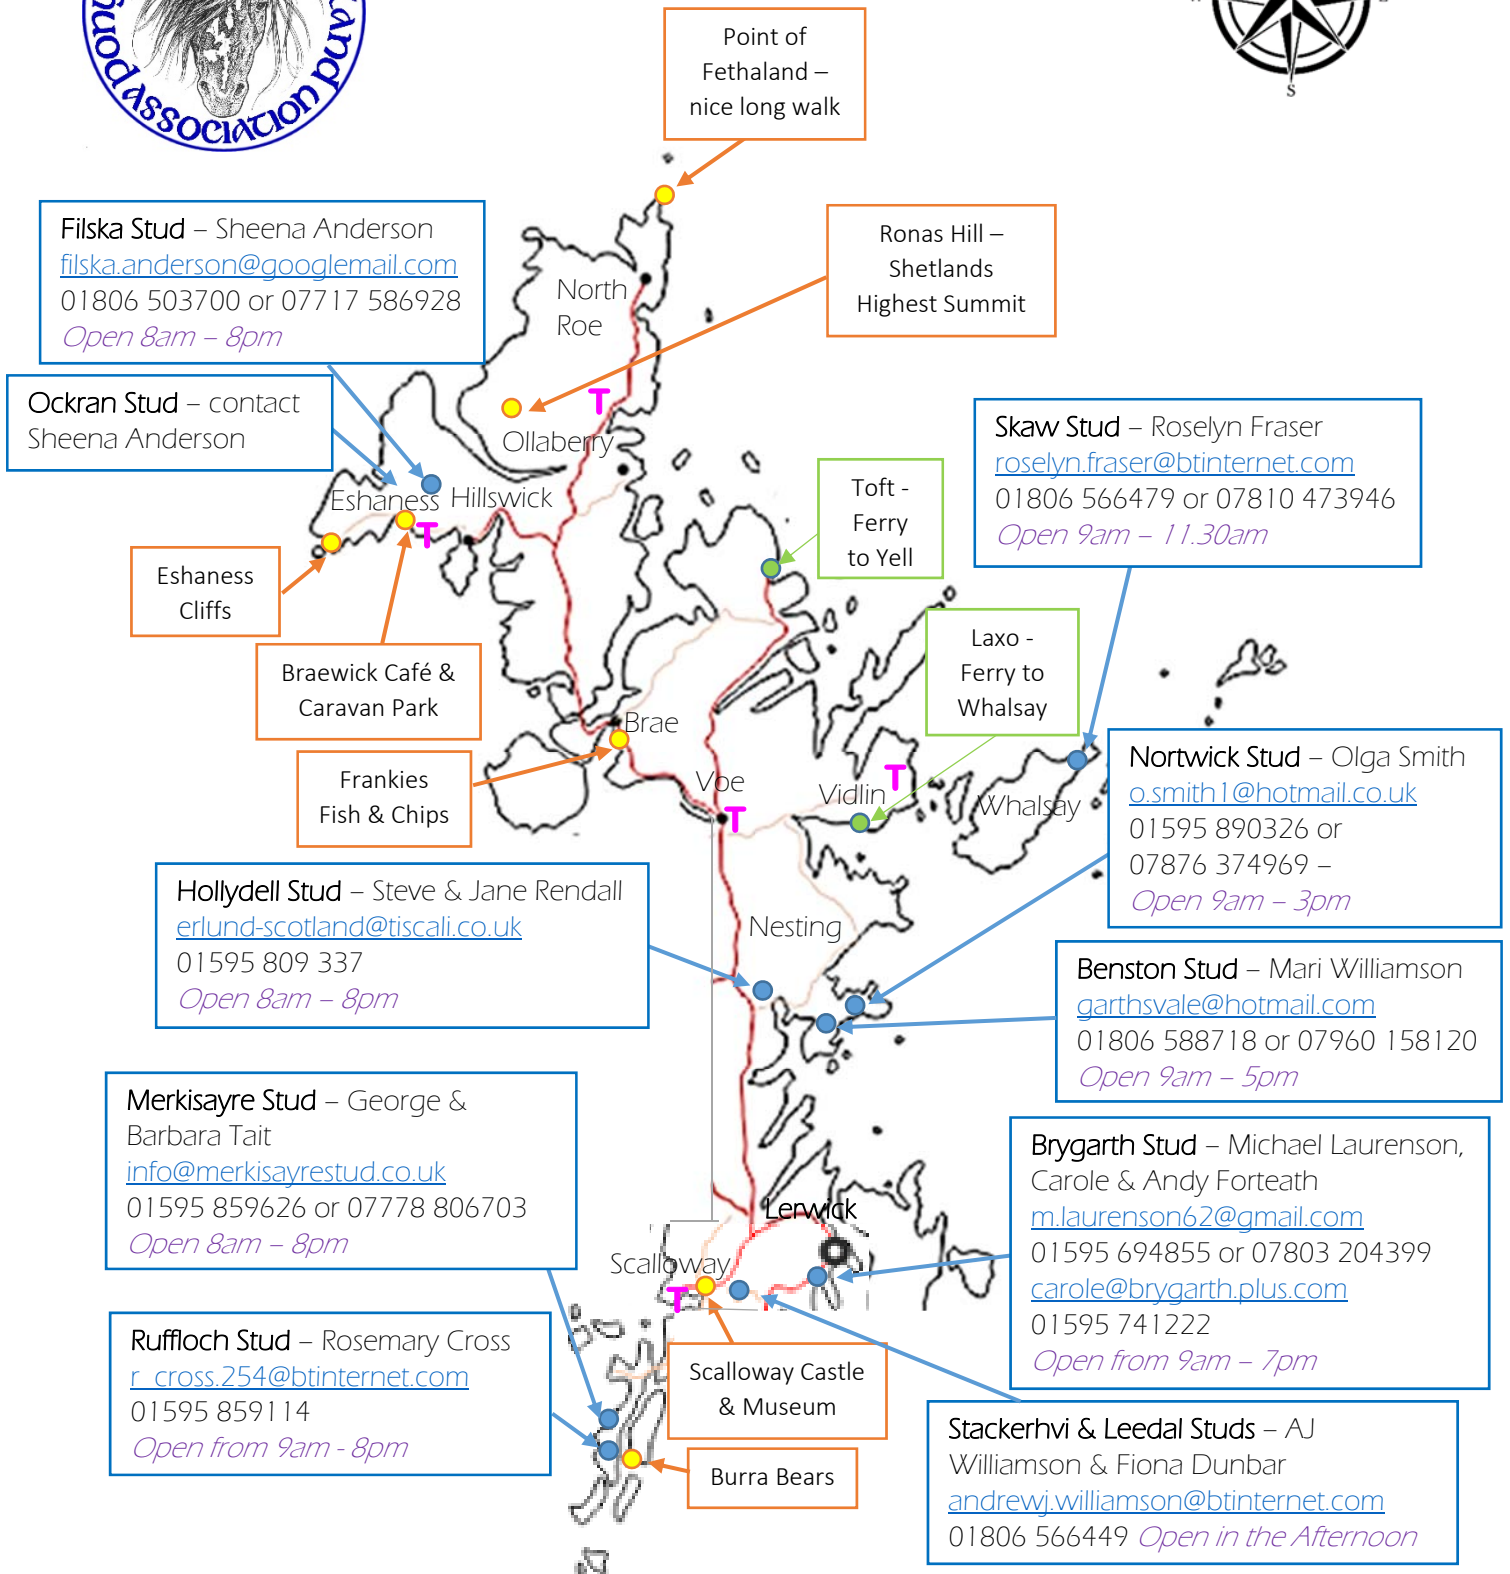 pony
ASSOCIATION
S
Point of
Fethaland –
nice long walk
Filska Stud – Sheena Anderson
filska.anderson@googlemail.com
01806 503700 or 07717 586928
Open 8am – 8pm
Ronas Hill –
Shetlands
Highest Summit
North
Roe
Ockran Stud – contact
Sheena Anderson
T
Ollaberry
Skaw Stud – Roselyn Fraser
roselyn.fraser@btinternet.com
01806 566479 or 07810 473946
Open 9am – 11.30am
Toft -
Ferry
to Yell
Eshaness
Hillswick
T
Eshaness
Cliffs
Laxo -
Ferry to
Whalsay
Braewick Café &
Caravan Park
Brae
Frankies
Fish & Chips
Voe
T
Vidlin
T
Whalsay
Nortwick Stud – Olga Smith
o.smith1@hotmail.co.uk
01595 890326 or
07876 374969 –
Open 9am – 3pm
Hollydell Stud – Steve & Jane Rendall
erlund-scotland@tiscali.co.uk
01595 809 337
Open 8am – 8pm
Nesting
Benston Stud – Mari Williamson
garthsvale@hotmail.com
01806 588718 or 07960 158120
Open 9am – 5pm
Merkisayre Stud – George &
Barbara Tait
info@merkisayrestud.co.uk
01595 859626 or 07778 806703
Open 8am – 8pm
Brygarth Stud – Michael Laurenson,
Carole & Andy Forteath
m.laurenson62@gmail.com
01595 694855 or 07803 204399
carole@brygarth.plus.com
01595 741222
Open from 9am – 7pm
Lerwick
Scalloway
T
Ruffloch Stud – Rosemary Cross
r_cross.254@btinternet.com
01595 859114
Open from 9am - 8pm
Scalloway Castle
& Museum
Stackerhvi & Leedal Studs – AJ
Williamson & Fiona Dunbar
andrewj.williamson@btinternet.com
01806 566449 Open in the Afternoon
Burra Bears